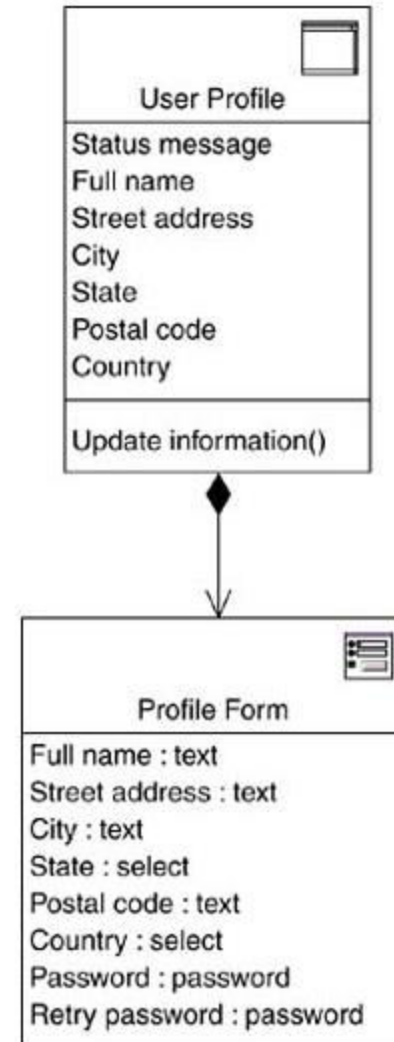 User Profile
Status message
Full name
Street address
City
State
Postal code
Country
Update information()
Profile Form
Full name : text
Street address : text
City : text
State : select
Postal code : text
Country : select
Password : password
Retry password : password